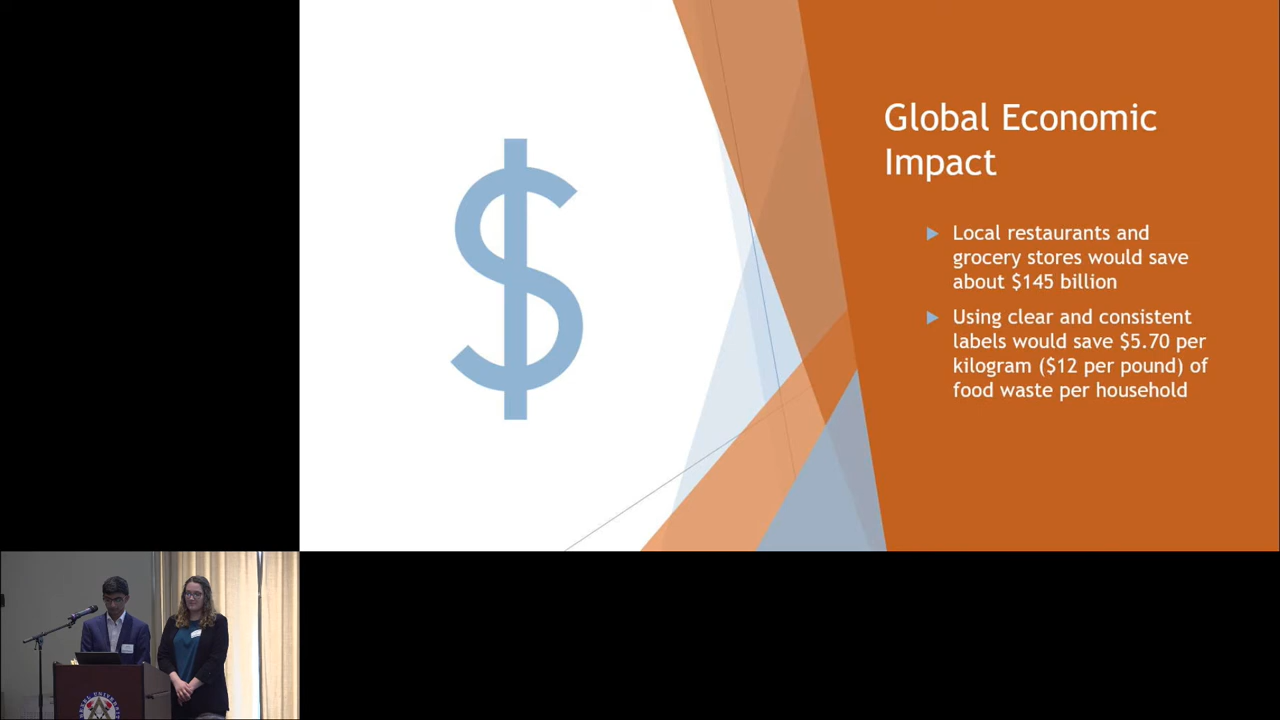 Global Economic
Impact
Local restaurants and
grocery stores would save
about $145 billion
Using clear and consistent
labels would save $5.70 per
kilogram ($12 per pound) of
food waste per household